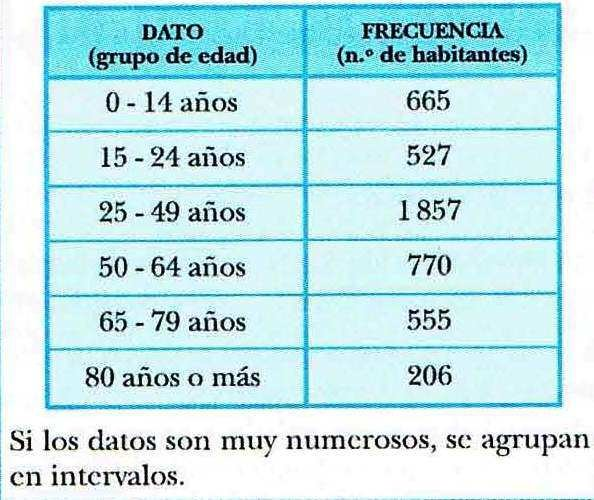 DATO FRECUENCIA
(grupo de edad) (n.º de habitantes)
0 - 14 años 665
15 - 24 años 527
25 - 49 años 1 857
50 - 64 años 770
65 - 79 años 555
80 años o más 206
Si los datos son muy numerosos, se agrupan
en intervalos.